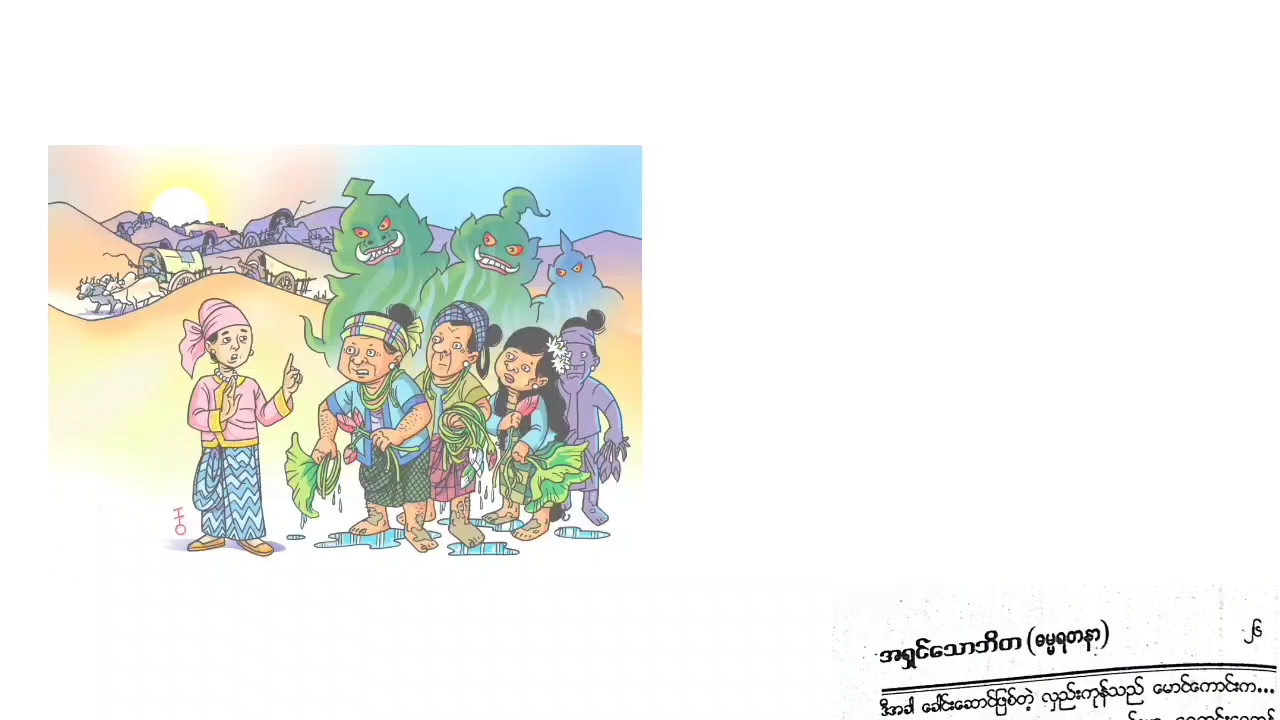 အရှင်သောဘိတ (ဓမ္မရတနာ) ၂၆
ဒီအခါ ခေါင်းဆောင်ဖြစ်တဲ့ လှည်းကုန်သည် မောင်ကောင်းက...